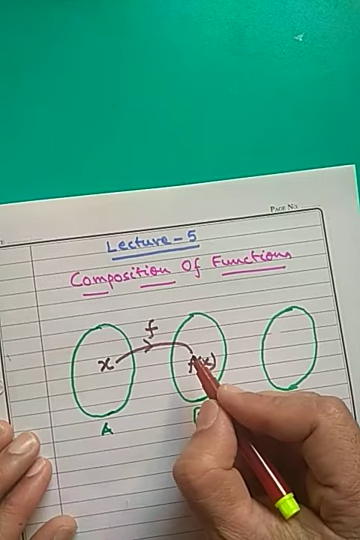 PAGE NO.
Lecture - 5
Composition Of Functions
f
x f(x)
A